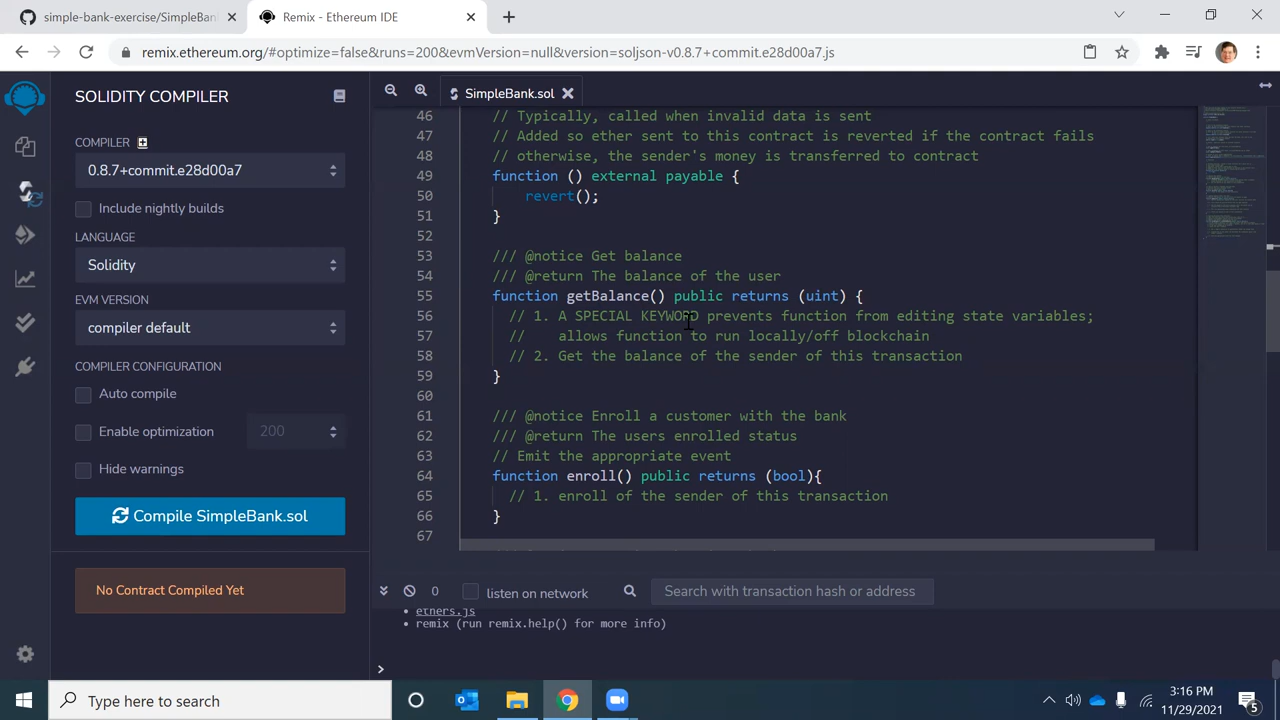 simple-bank-exercise/SimpleBan
Remix - Ethereum IDE
remix.ethereum.org/#optimize=false&runs=200&evmVersion=null&version=soljson-v0.8.7+commit.e28d00a7.js
SOLIDITY COMPILER
COMPILER
0.8.7+commit.e28d00a7
Include nightly builds
LANGUAGE
Solidity
EVM VERSION
compiler default
COMPILER CONFIGURATION
Auto compile
Enable optimization
200
Hide warnings
Compile SimpleBank.sol
No Contract Compiled Yet
SimpleBank.sol
46 // Typically, called when invalid data is sent
47 // Added so ether sent to this contract is reverted if the contract fails
48 // otherwise, the sender's money is transferred to contract
49 function () external payable {
50 revert();
51 }
52
53 /// @notice Get balance
54 /// @return The balance of the user
55 function getBalance() public returns (uint) {
56 // 1. A SPECIAL KEYWORD prevents function from editing state variables;
57 // allows function to run locally/off blockchain
58 // 2. Get the balance of the sender of this transaction
59 }
60
61 /// @notice Enroll a customer with the bank
62 /// @return The users enrolled status
63 // Emit the appropriate event
64 function enroll() public returns (bool){
65 // 1. enroll of the sender of this transaction
66 }
67
0
listen on network
Search with transaction hash or address
• ethers.js
• remix (run remix.help() for more info)
>
Type here to search
3:16 PM
11/29/2021
5